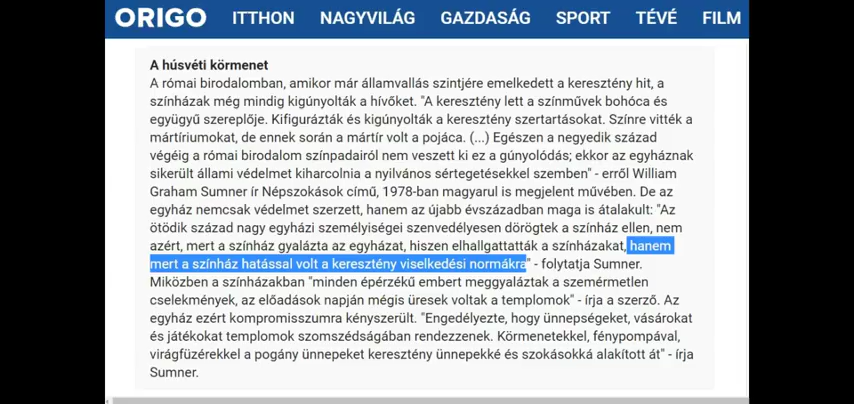 ORIGO ITTHON NAGYVILÁG GAZDASÁG SPORT TÉVÉ FILM
A húsvéti körmenet
A római birodalomban, amikor már államvallás szintjére emelkedett a keresztény hit, a
színházak még mindig kigúnyolták a hívőket. "A keresztény lett a színművek bohóca és
együgyű szereplője. Kifigurázták és kigúnyolták a keresztény szertartásokat. Színre vitték a
mártíriumokat, de ennek során a mártír volt a pojáca. (...) Egészen a negyedik század
végéig a római birodalom színpadairól nem veszett ki ez a gúnyolódás; ekkor az egyháznak
sikerült állami védelmet kiharcolnia a nyilvános sértegetésekkel szemben" - erről William
Graham Sumner ír Népszokások című, 1978-ban magyarul is megjelent művében. De az
egyház nemcsak védelmet szerzett, hanem az újabb évszázadban maga is átalakult: "Az
ötödik század nagy egyházi személyiségei szenvedélyesen dörögtek a színház ellen, nem
azért, mert a színház gyalázta az egyházat, hiszen elhallgattatták a színházakat, hanem
mert a színház hatással volt a keresztény viselkedési normákra" - folytatja Sumner.
Miközben a színházakban "minden épérzékű embert meggyaláztak a szemérmetlen
cselekmények, az előadások napján mégis üresek voltak a templomok" - írja a szerző. Az
egyház ezért kompromisszumra kényszerült. "Engedélyezte, hogy ünnepségeket, vásárokat
és játékokat templomok szomszédságában rendezzenek. Körmenetekkel, fénypompával,
virágfüzérekkel a pogány ünnepeket keresztény ünnepekké és szokásokká alakított át" - írja
Sumner.